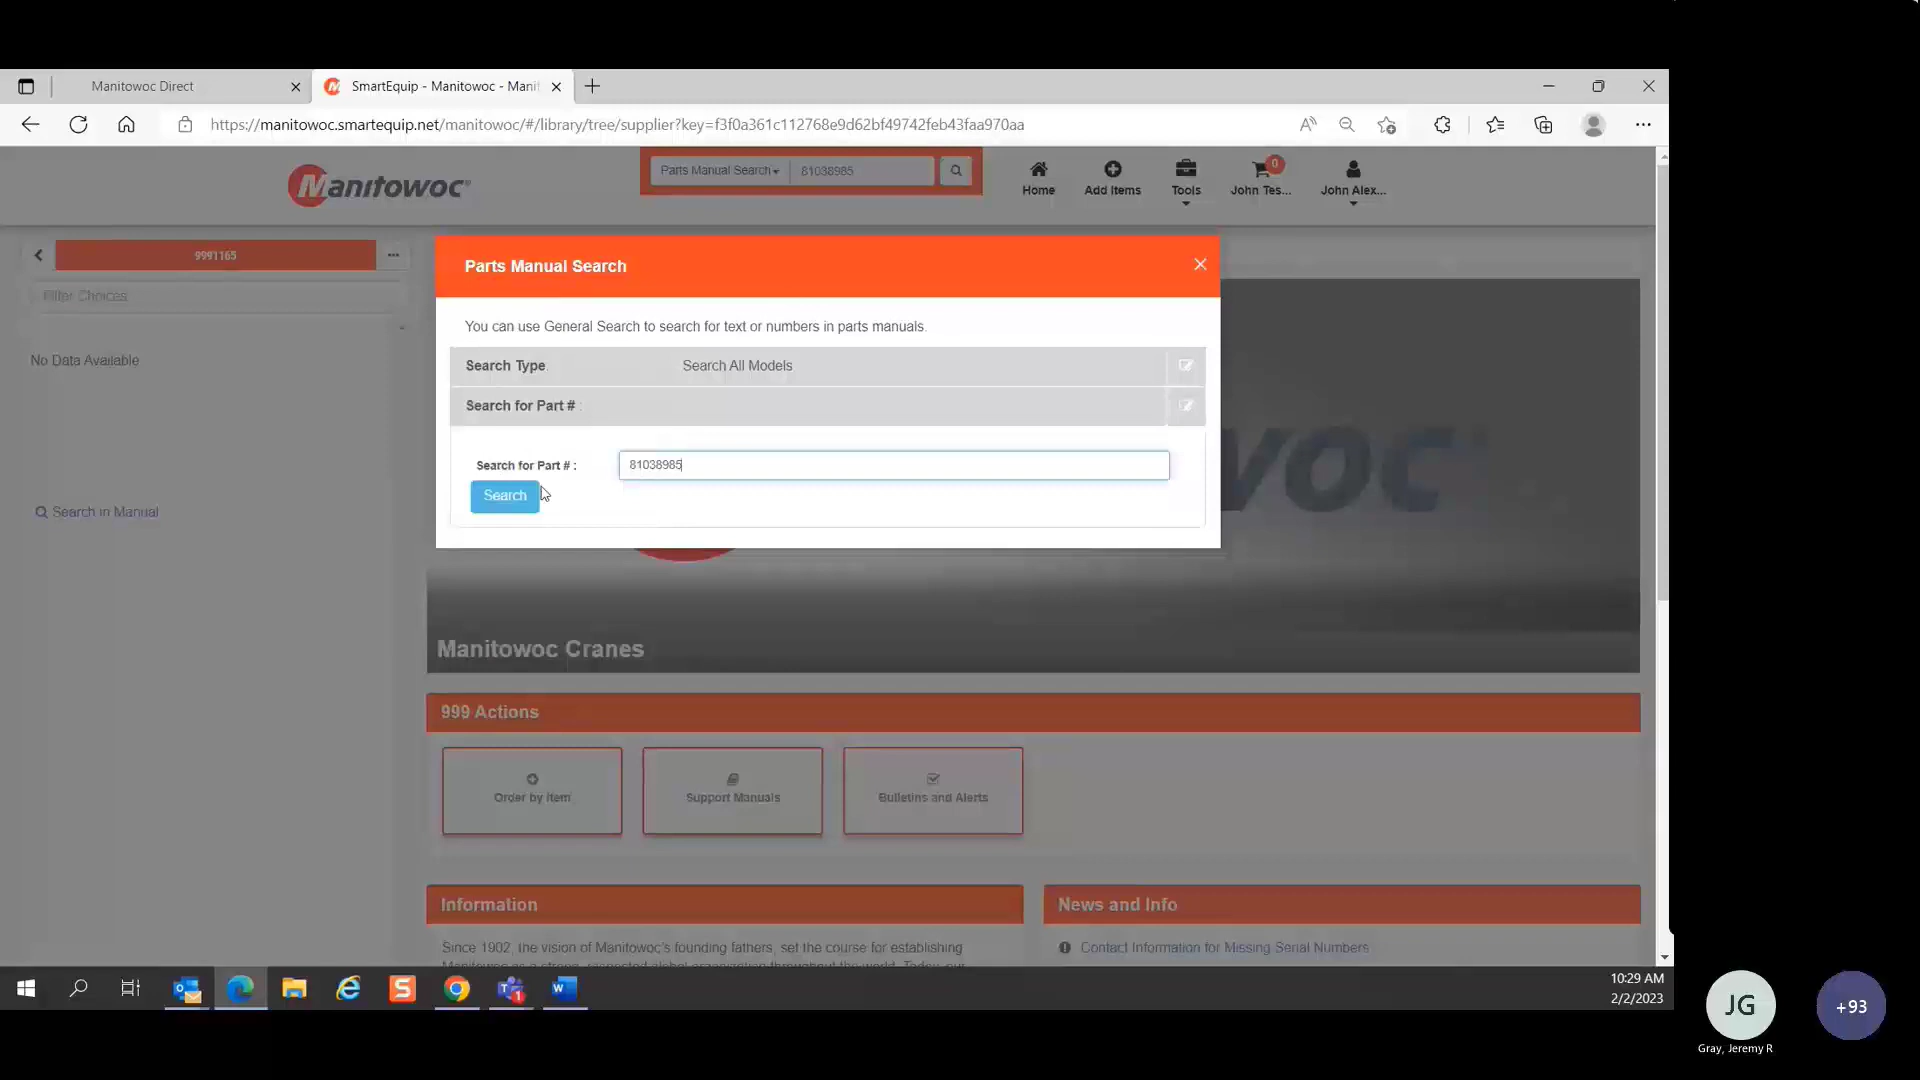 Manitowoc Direct
SmartEquip - Manitowoc - Mani
https://manitowoc.smartequip.net/manitowoc/#/library/tree/supplier?key=f3f0a361c112768e9d62bf49742feb43faa970aa
Manitowoc
Parts Manual Search
81038985
Home
Add Items
Tools
0
John Tes...
John Alex...
9991165
Filter Choices
No Data Available
Search in Manual
Parts Manual Search
You can use General Search to search for text or numbers in parts manuals.
Search Type
Search All Models
Search for Part # :
Search for Part # :
81038985
Search
Manitowoc Cranes
999 Actions
Order by Item
Support Manuals
Bulletins and Alerts
Information
News and Info
Since 1902, the vision of Manitowoc's founding fathers, set the course for establishing
Contact Information for Missing Serial Numbers
10:29 AM
2/2/2023
JG
+93
Gray, Jeremy R